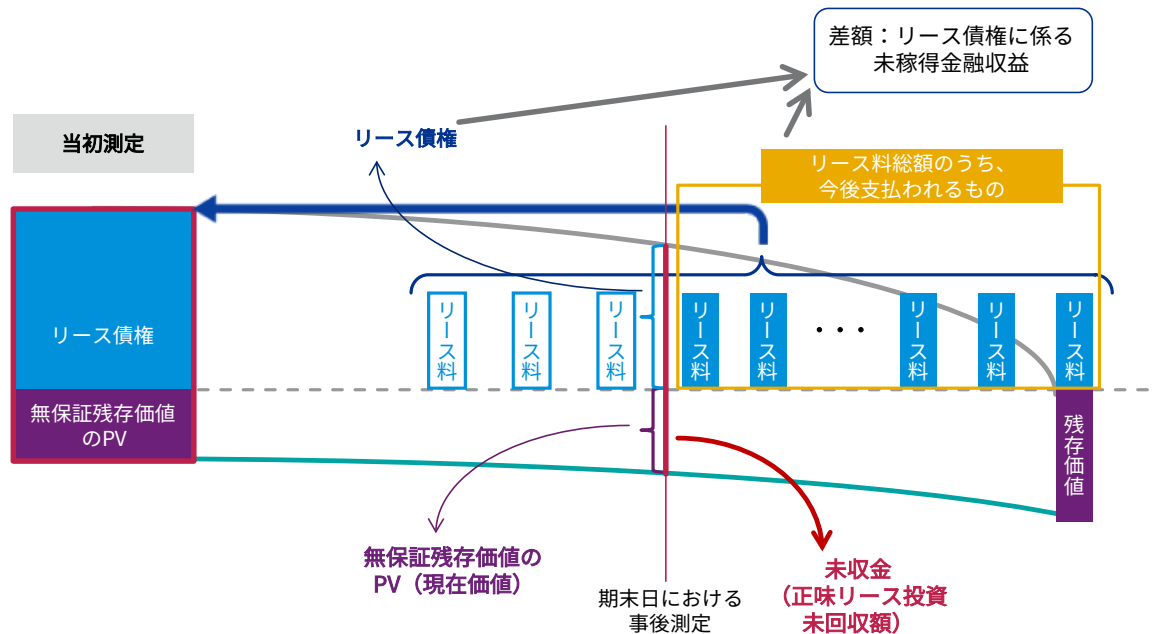 差額：リース債権に係る
未稼得金融収益
当初測定
リース債権
リース料総額のうち、
今後支払われるもの
リース債権
無保証残存価値
のPV
リース料
リース料
リース料
リース料
リース料
・・・
リース料
リース料
リース料
残存価値
無保証残存価値の
PV（現在価値）
期末日における
事後測定
未収金
（正味リース投資
未回収額）